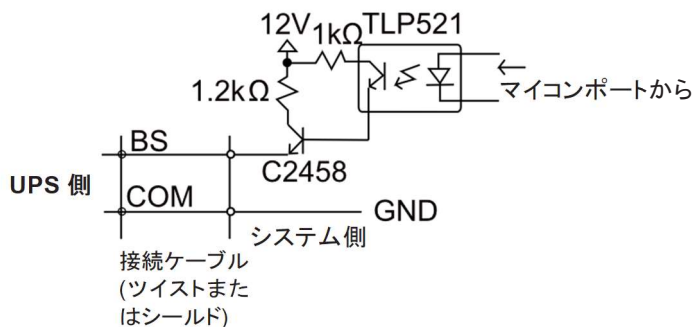 12V
1kΩ
TLP521
1.2kΩ
マイコンポートから
BS
C2458
UPS 側
COM
GND
システム側
接続ケーブル
(ツイストまた
はシールド)